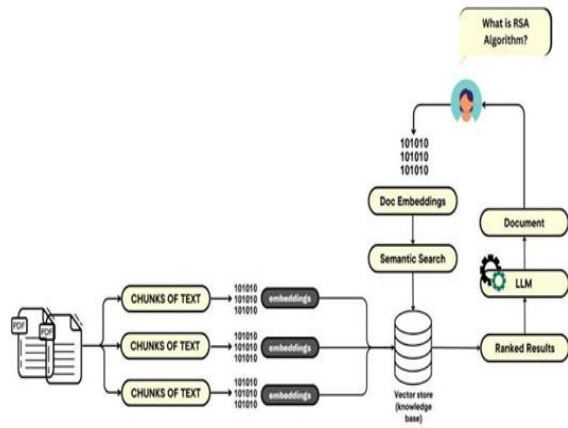 What is RSA
Algorithm?
101010
101010
101010
Doc Embeddings
Document
Semantic Search
LLM
CHUNKS OF TEXT
101010
101010
101010
embeddings
PDF
PDF
CHUNKS OF TEXT
101010
101010
101010
embeddings
Ranked Results
CHUNKS OF TEXT
101010
101010
101010
embeddings
Vector store
(knowledge
base)